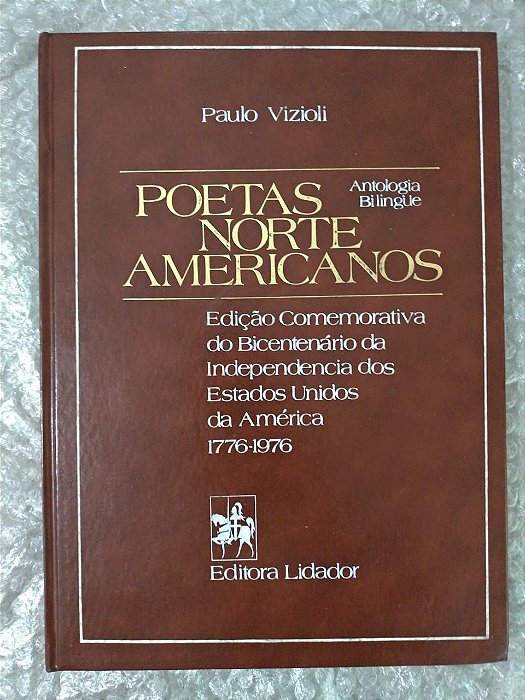 Paulo Vizioli
Antologia
Bilingüe
POETAS
NORTE
AMERICANOS
Edição Comemorativa
do Bicentenário da
Independencia dos
Estados Unidos
da América
1776-1976
Editora Lidador